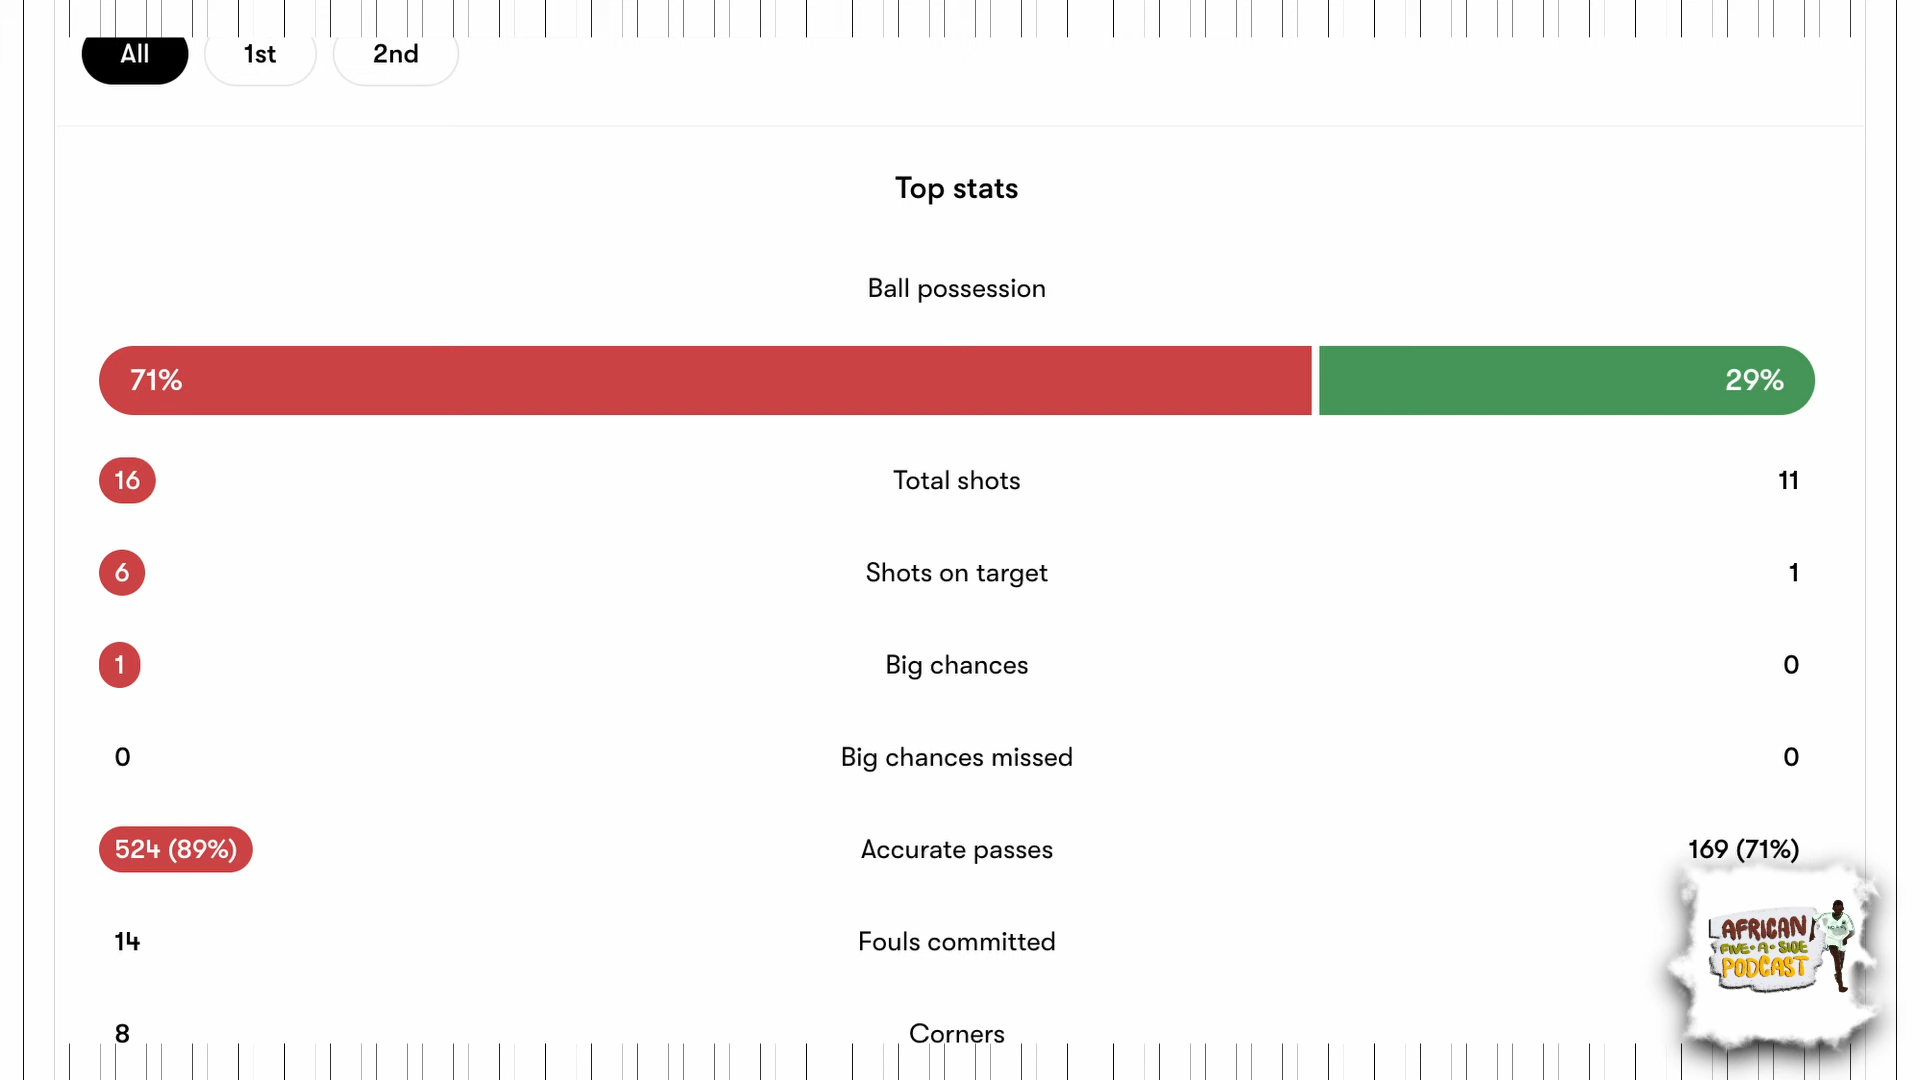 All 1st 2nd
Top stats
Ball possession
71% 29%
16 Total shots 11
6 Shots on target 1
1 Big chances 0
0 Big chances missed 0
524 (89%) Accurate passes 169 (71%)
14 Fouls committed
8 Corners
AFRICAN
FIVE-A-SIDE
PODCAST